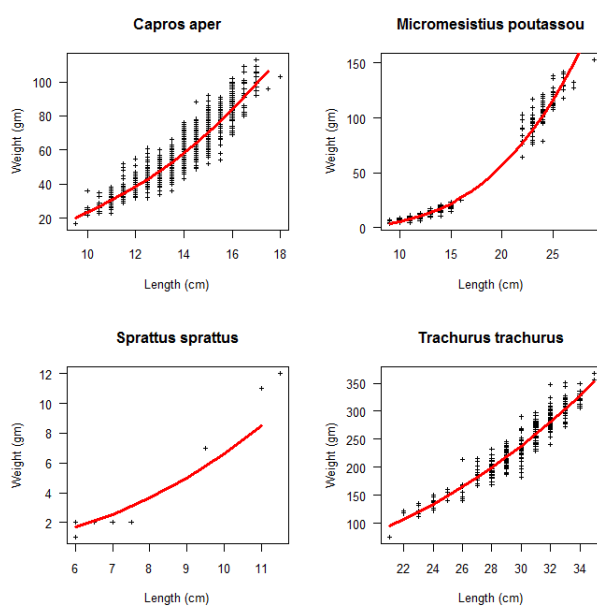 Capros aper
Weight (gm)
100
80
60
40
20
10 12 14 16 18
Length (cm)
Micromesistius poutassou
Weight (gm)
150
100
50
0
10 15 20 25
Length (cm)
Sprattus sprattus
Weight (gm)
12
10
8
6
4
2
6 7 8 9 10 11
Length (cm)
Trachurus trachurus
Weight (gm)
350
300
250
200
150
100
22 24 26 28 30 32 34
Length (cm)